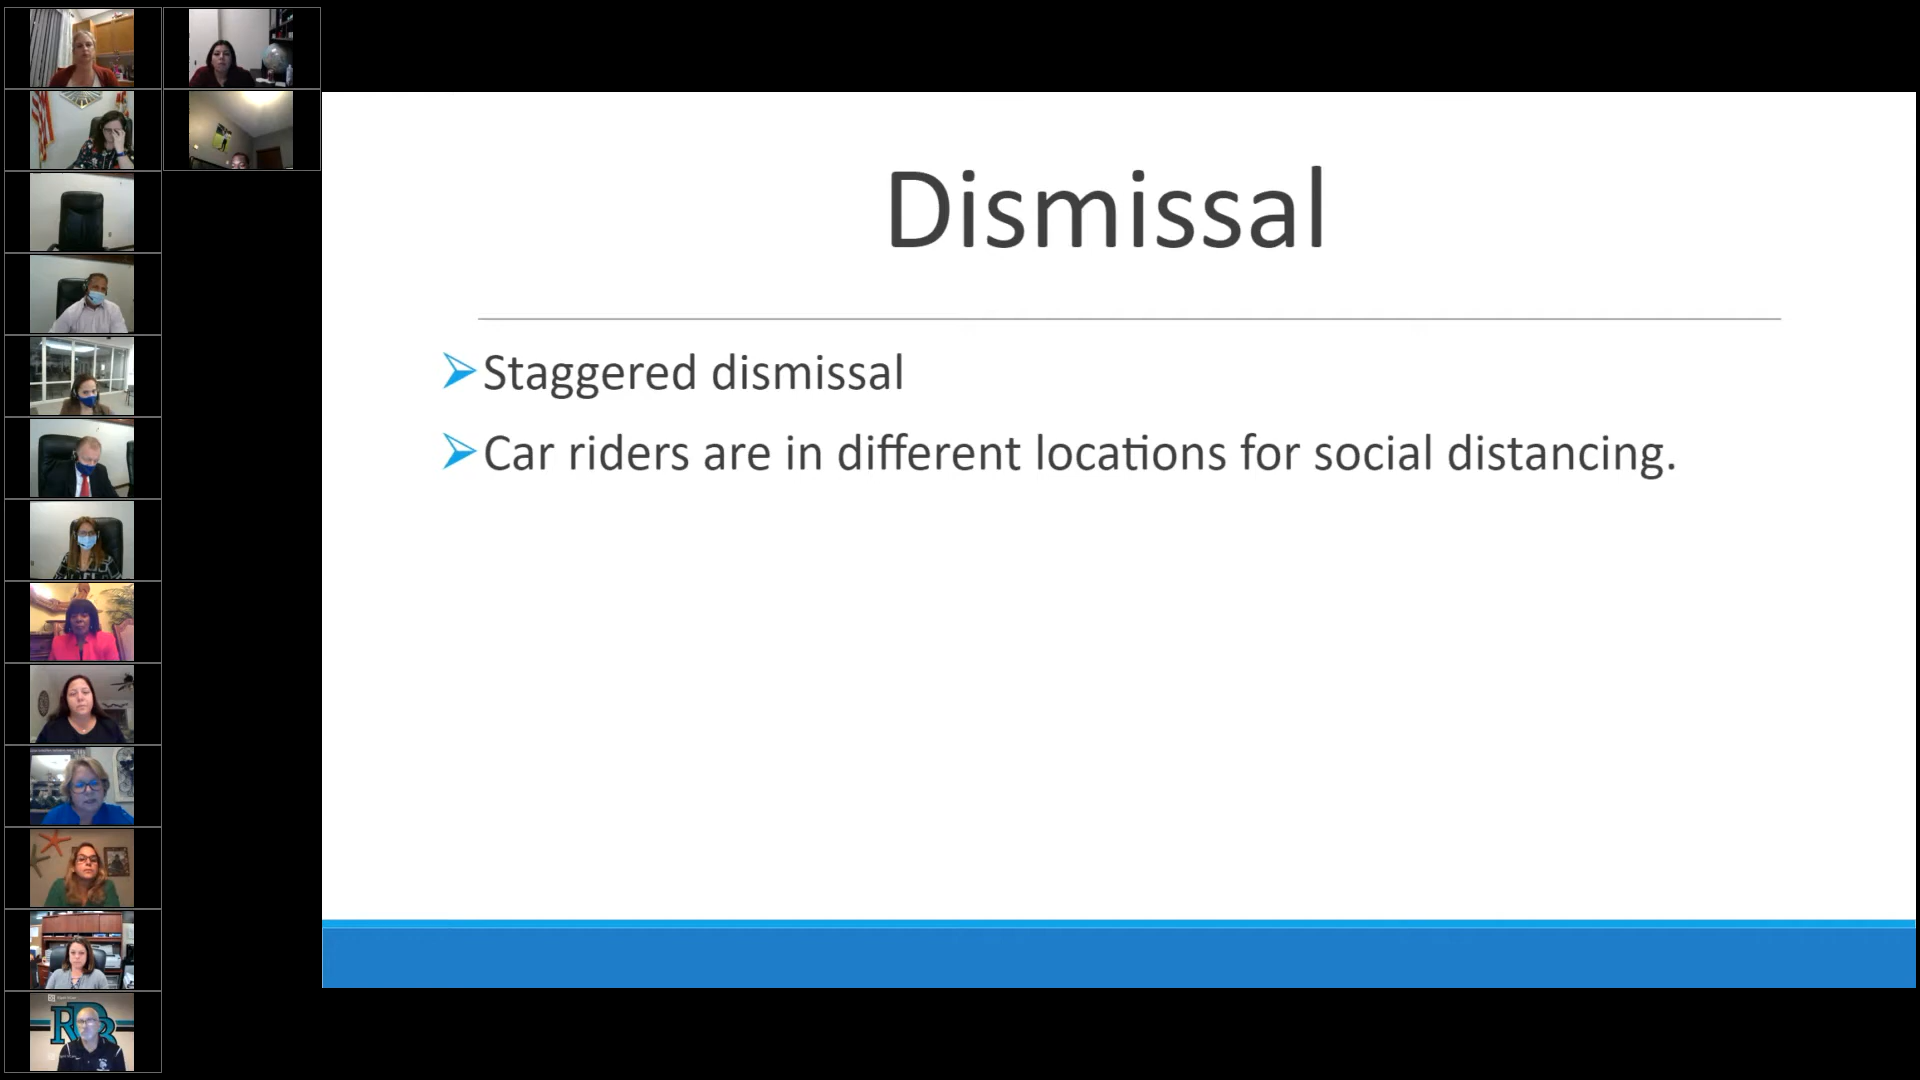 Dismissal
Staggered dismissal
Car riders are in different locations for social distancing.